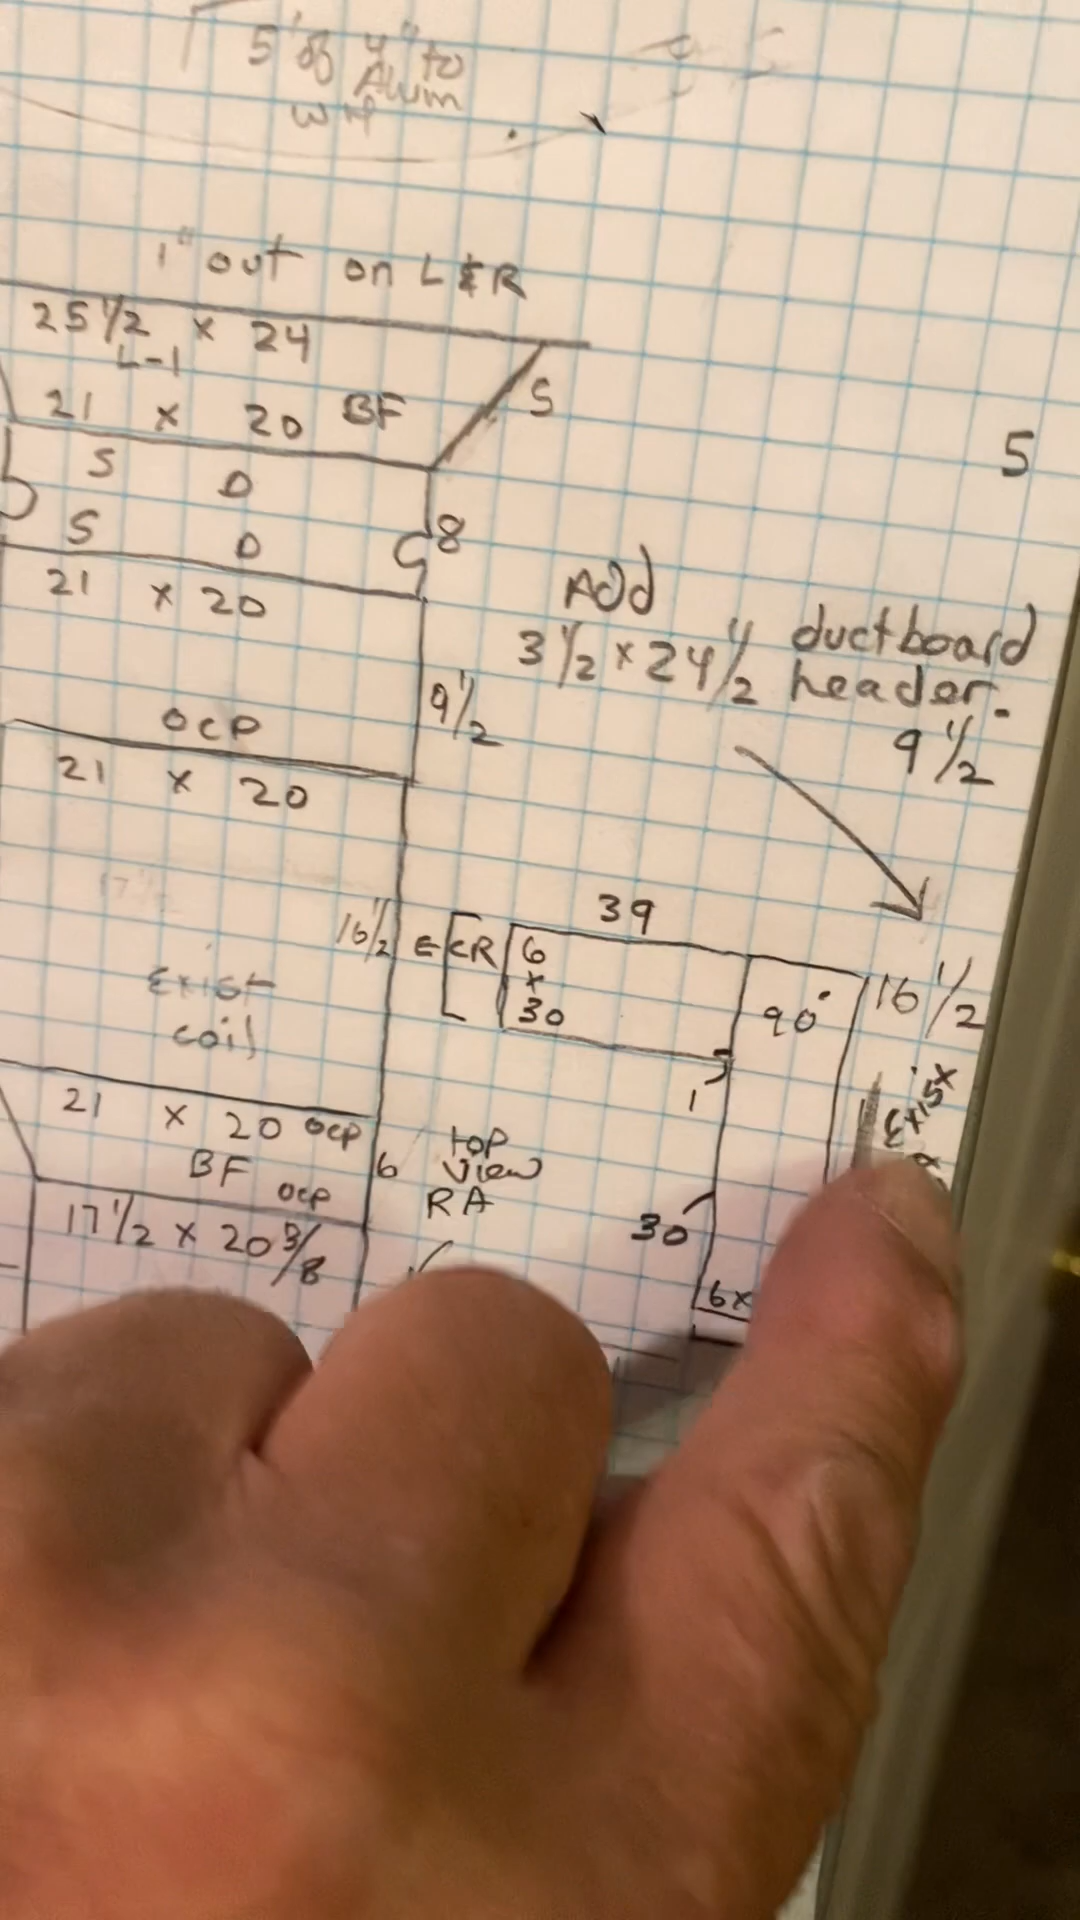 5' of 4" to
Alum
1" out on L & R
25 1/2 x 24
L-1
21 x 20 BF
5
5
S D
S D
8
21 x 20
Add
3 1/2 x 24 1/2" ductboard
header.
9 1/2
9 1/2
OCP
21 x 20
39
16 1/2
E
CR
6
x
30
90°
16 1/2
Exist
coil
1
Exist
21 x 20 OCP
BF OCP
6
top
view
RA
30
17 1/2 x 20 3/8
6x